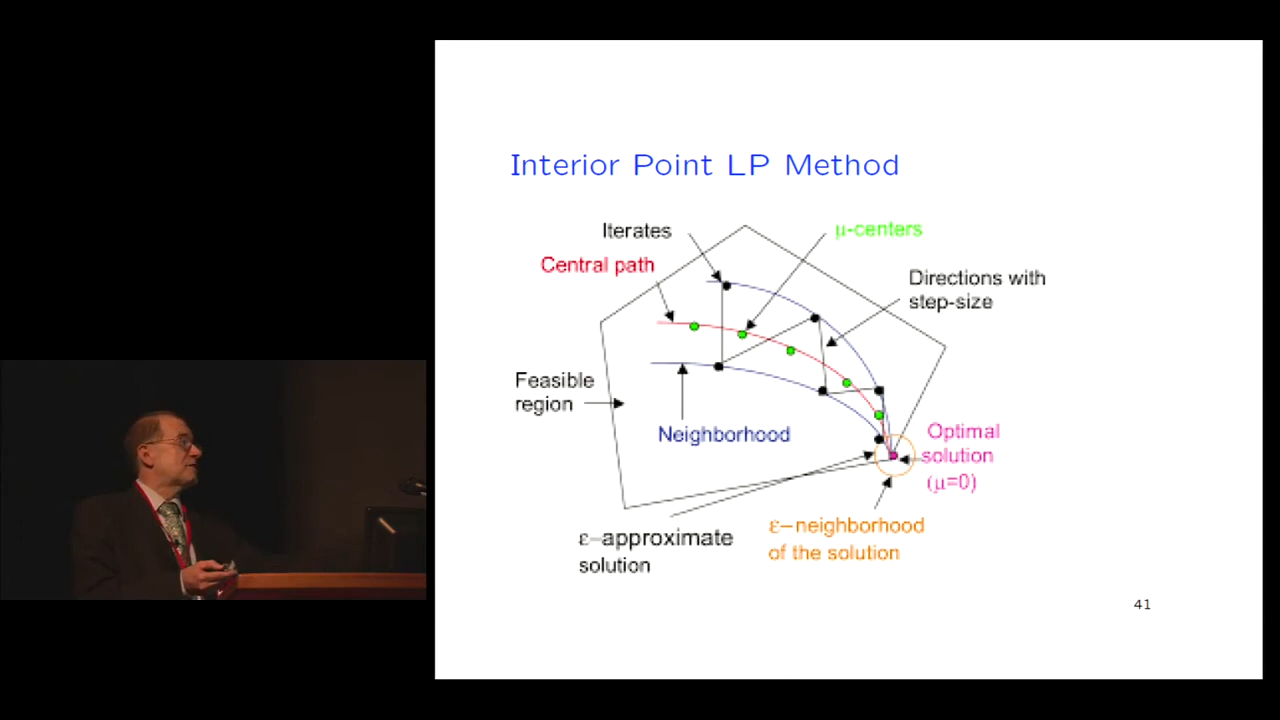 Interior Point LP Method
Iterates
μ-centers
Central path
Directions with
step-size
Feasible
region
Neighborhood
Optimal
solution
(μ=0)
ε–approximate
solution
ε–neighborhood
of the solution
41